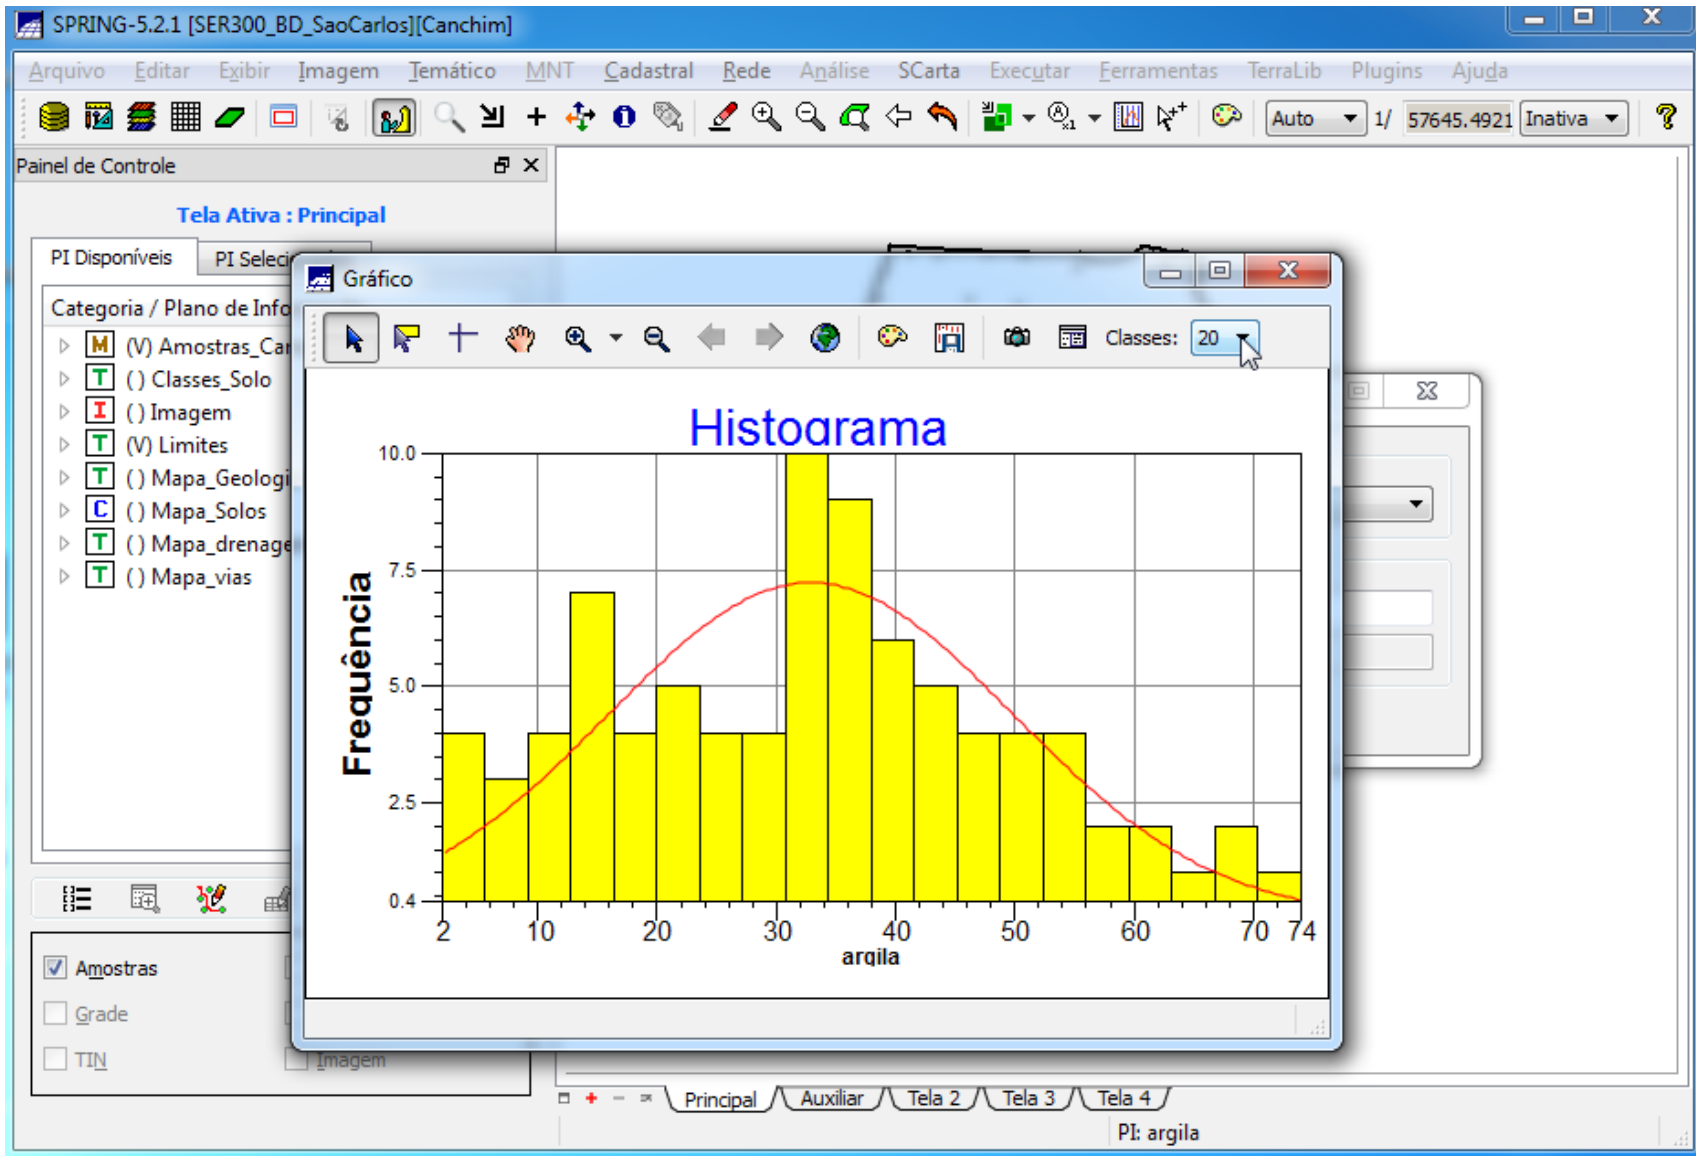 SPRING-5.2.1 [SER300_BD_SaoCarlos][Canchim]
Arquivo Editar Exibir Imagem Temático MNT Cadastral Rede Análise SCarta Executar Ferramentas TerraLib Plugins Ajuda
Auto 1/ 57645.4921 Inativa
Painel de Controle
Tela Ativa : Principal
PI Disponíveis PI Seleci
Categoria / Plano de Info
M (V) Amostras_Car
T ( ) Classes_Solo
I ( ) Imagem
T (V) Limites
T ( ) Mapa_Geologi
C ( ) Mapa_Solos
T ( ) Mapa_drenage
T ( ) Mapa_vias
Amostras
Grade
TIN Imagem
Gráfico
Classes: 20
Histograma
Frequência
10.0
7.5
5.0
2.5
0.4
2 10 20 30 40 50 60 70 74
argila
Principal Auxiliar Tela 2 Tela 3 Tela 4
PI: argila